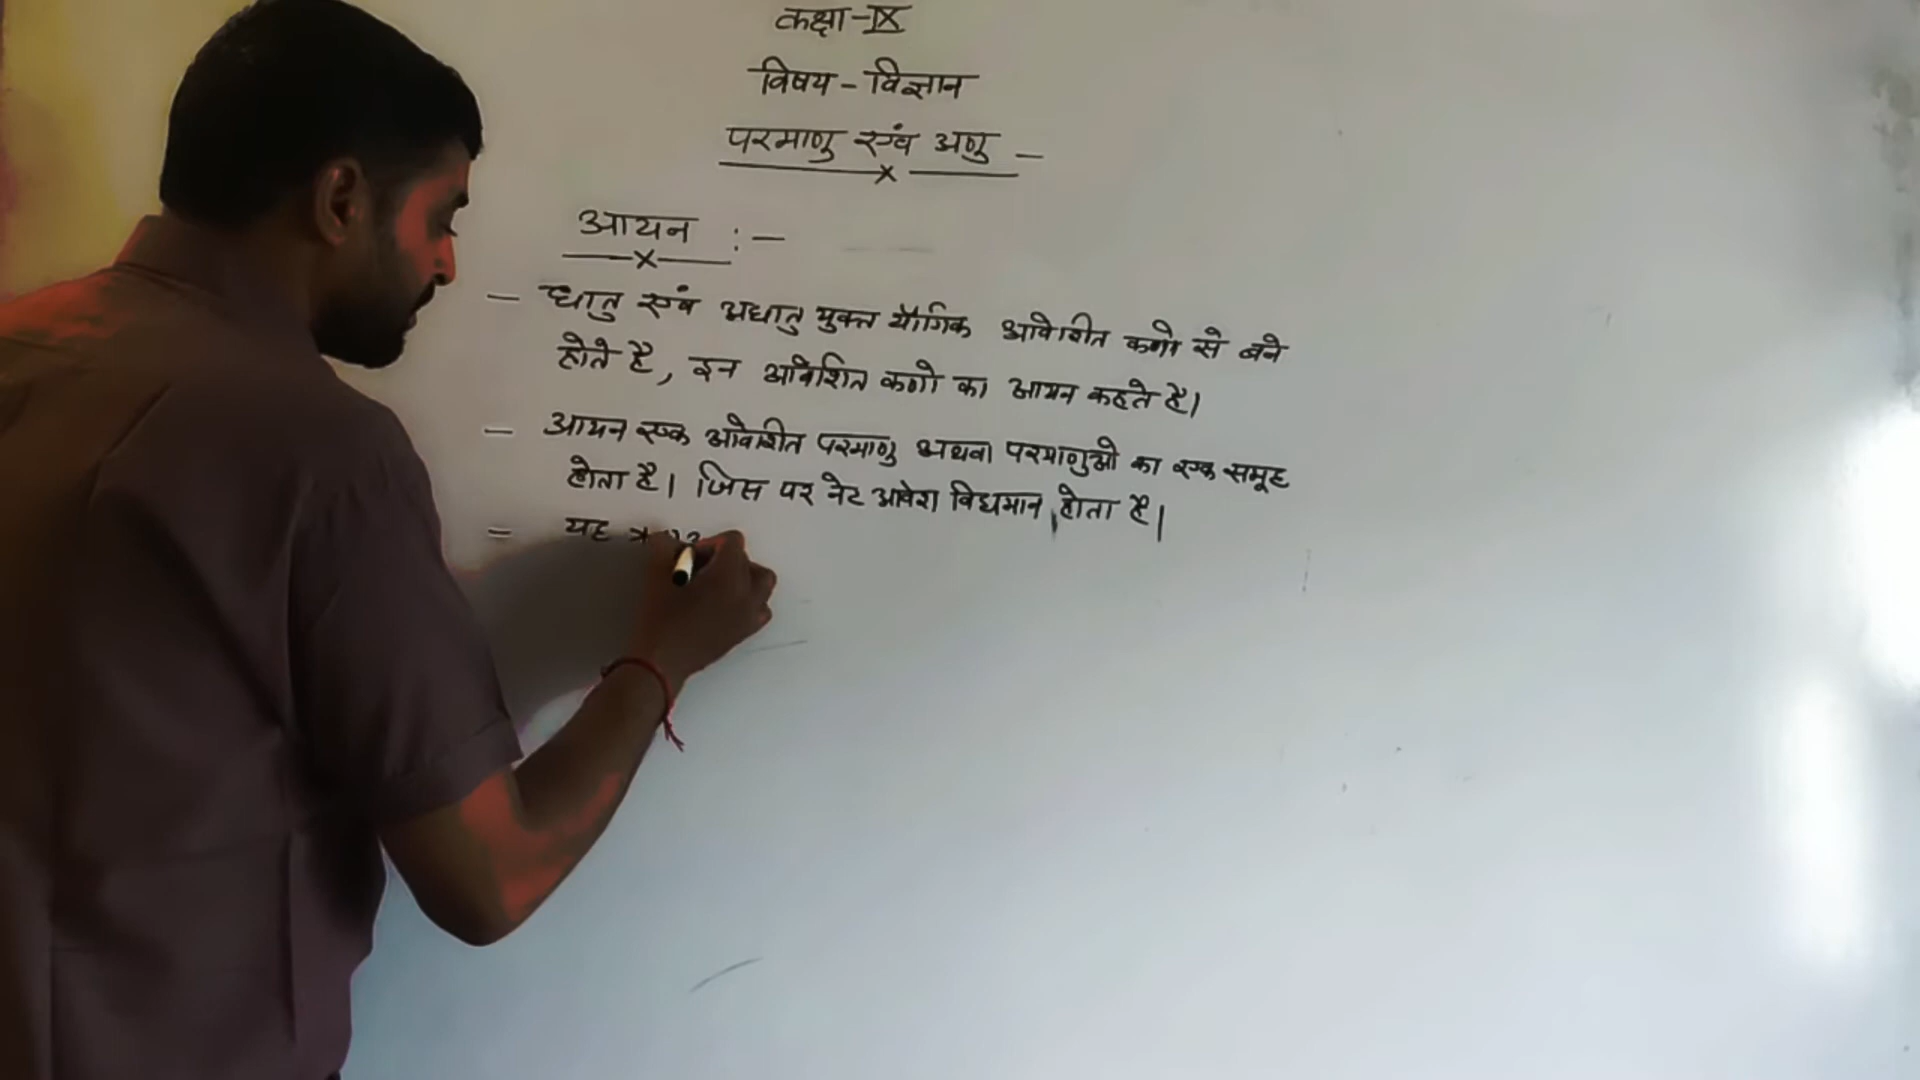 कक्षा-IX
विषय - विज्ञान
परमाणु एवं अणु -
आयन :-
- धातु एवं अधातु युक्त यौगिक आवेशित कणो से बने
होते है, इन आवेशित कणो का आयन कहते है।
- आयन एक आवेशित परमाणु अथवा परमाणुओ का एक समूह
होता है। जिस पर नेट आवेश विद्यमान होता है।
- यह